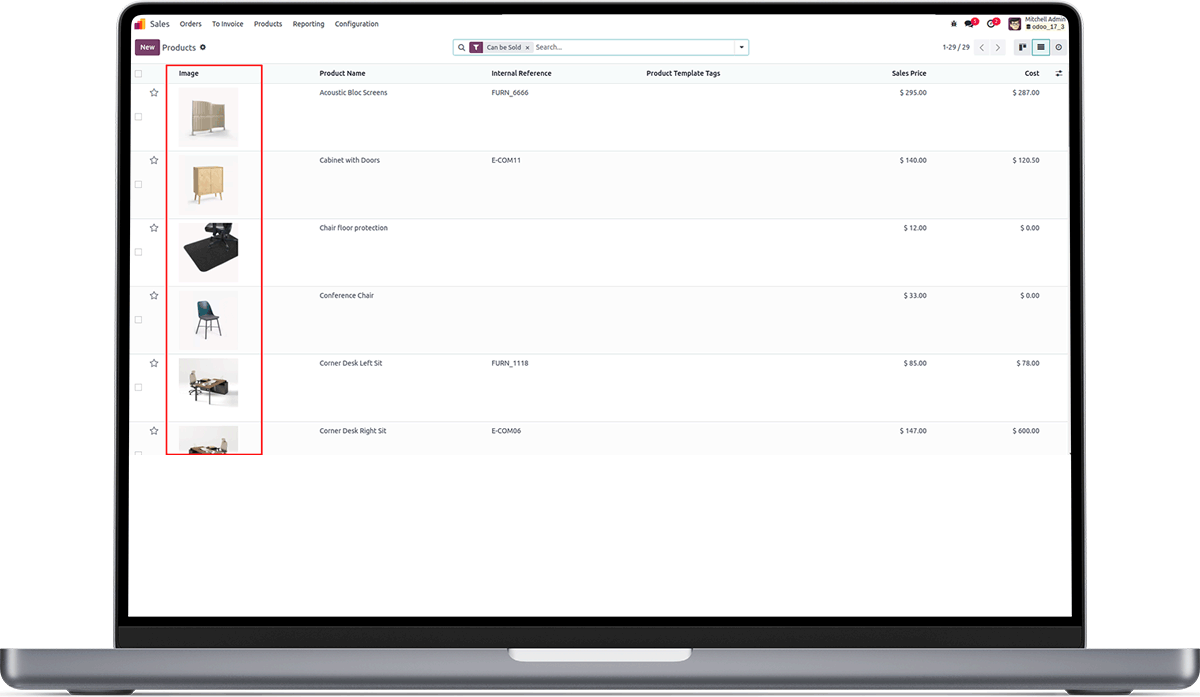 Sales Orders To Invoice Products Reporting Configuration 1 2 Mitchell Admin
odoo_17_3
New Products Can be Sold × Search... 1-29 / 29
Image Product Name Internal Reference Product Template Tags Sales Price Cost
Acoustic Bloc Screens FURN_6666 $ 295.00 $ 287.00
Cabinet with Doors E-COM11 $ 140.00 $ 120.50
Chair floor protection $ 12.00 $ 0.00
Conference Chair $ 33.00 $ 0.00
Corner Desk Left Sit FURN_1118 $ 85.00 $ 78.00
Corner Desk Right Sit E-COM06 $ 147.00 $ 600.00